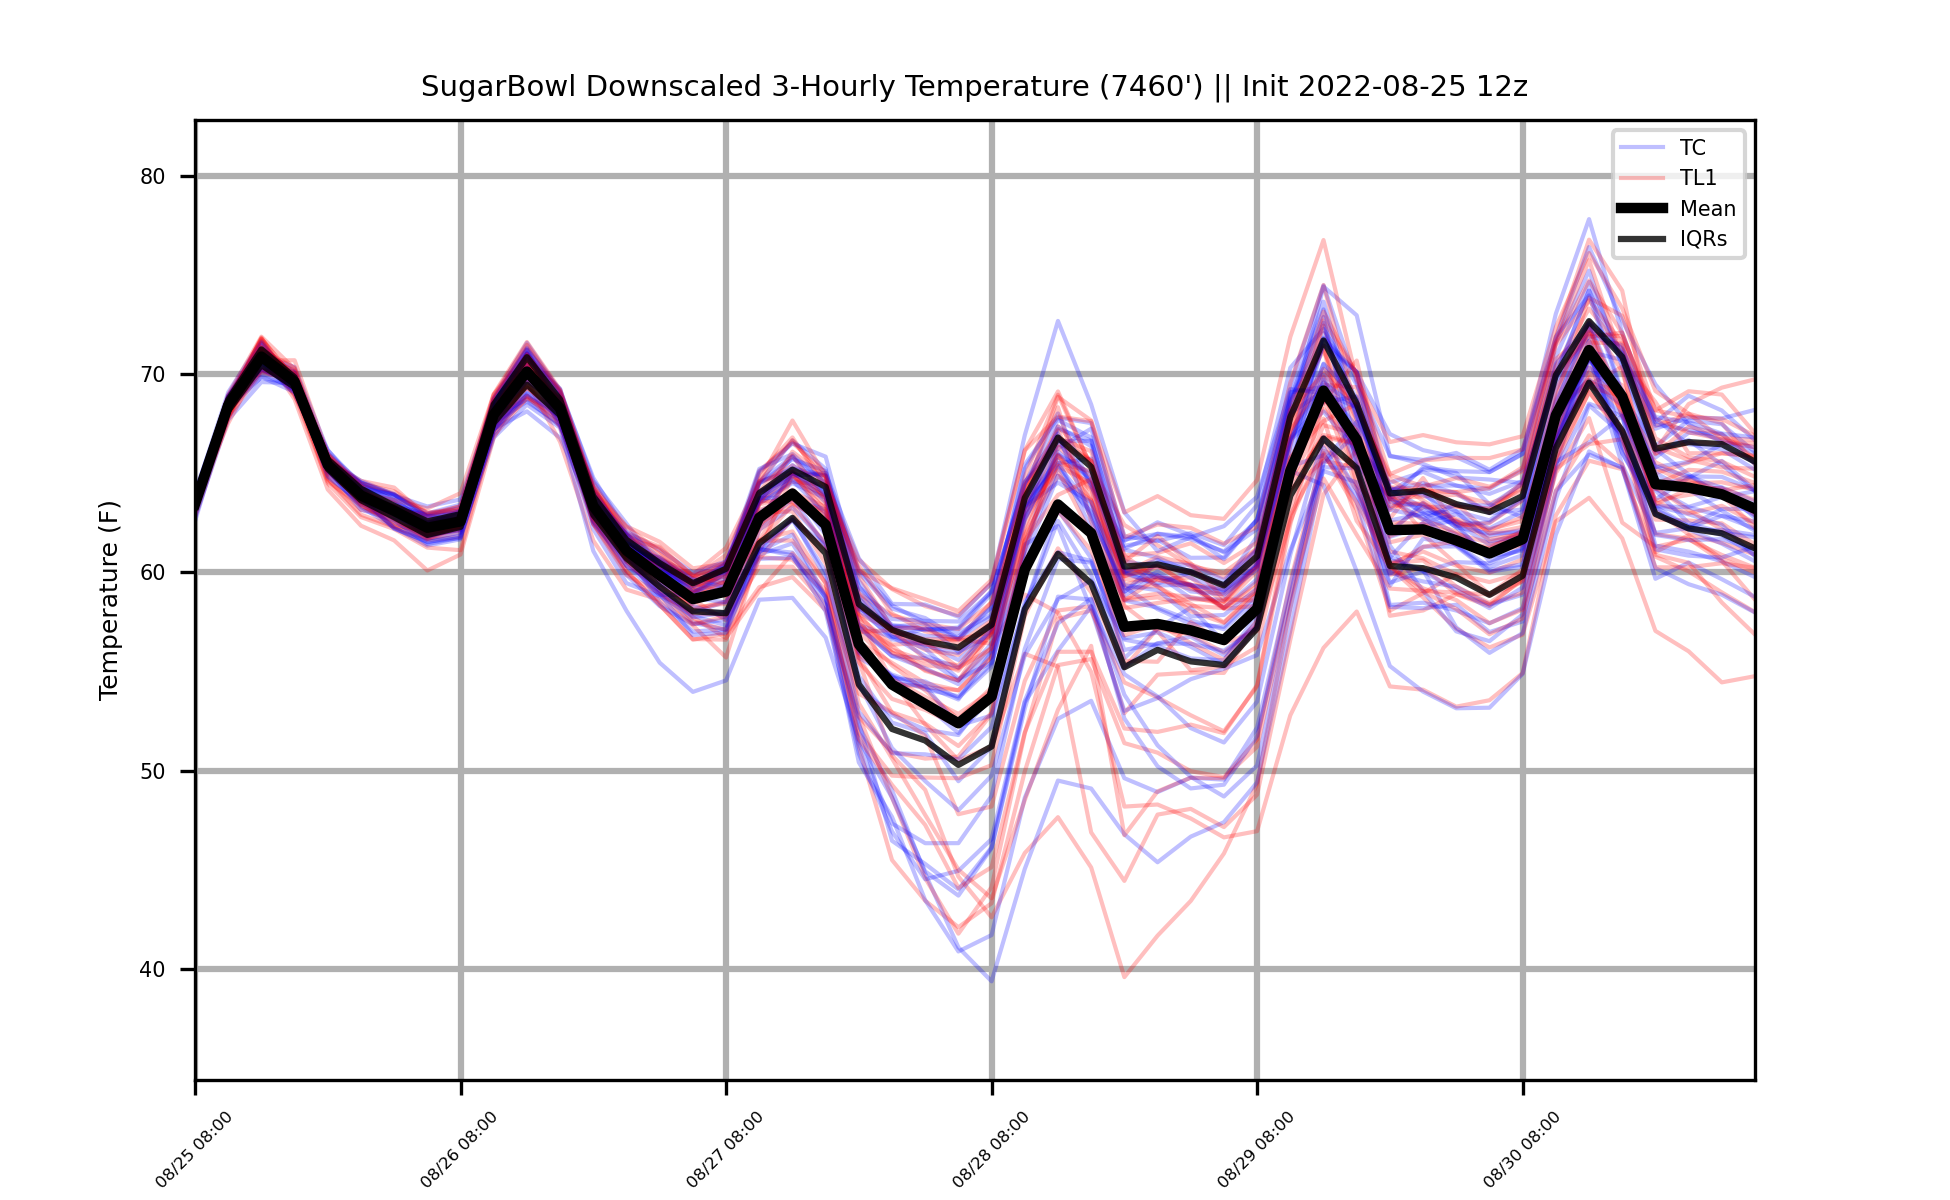 SugarBowl Downscaled 3-Hourly Temperature (7460') || Init 2022-08-25 12z
TC
TL1
Mean
IQRs
Temperature (F)
80
70
60
50
40
08/25 08:00
08/26 08:00
08/27 08:00
08/28 08:00
08/29 08:00
08/30 08:00